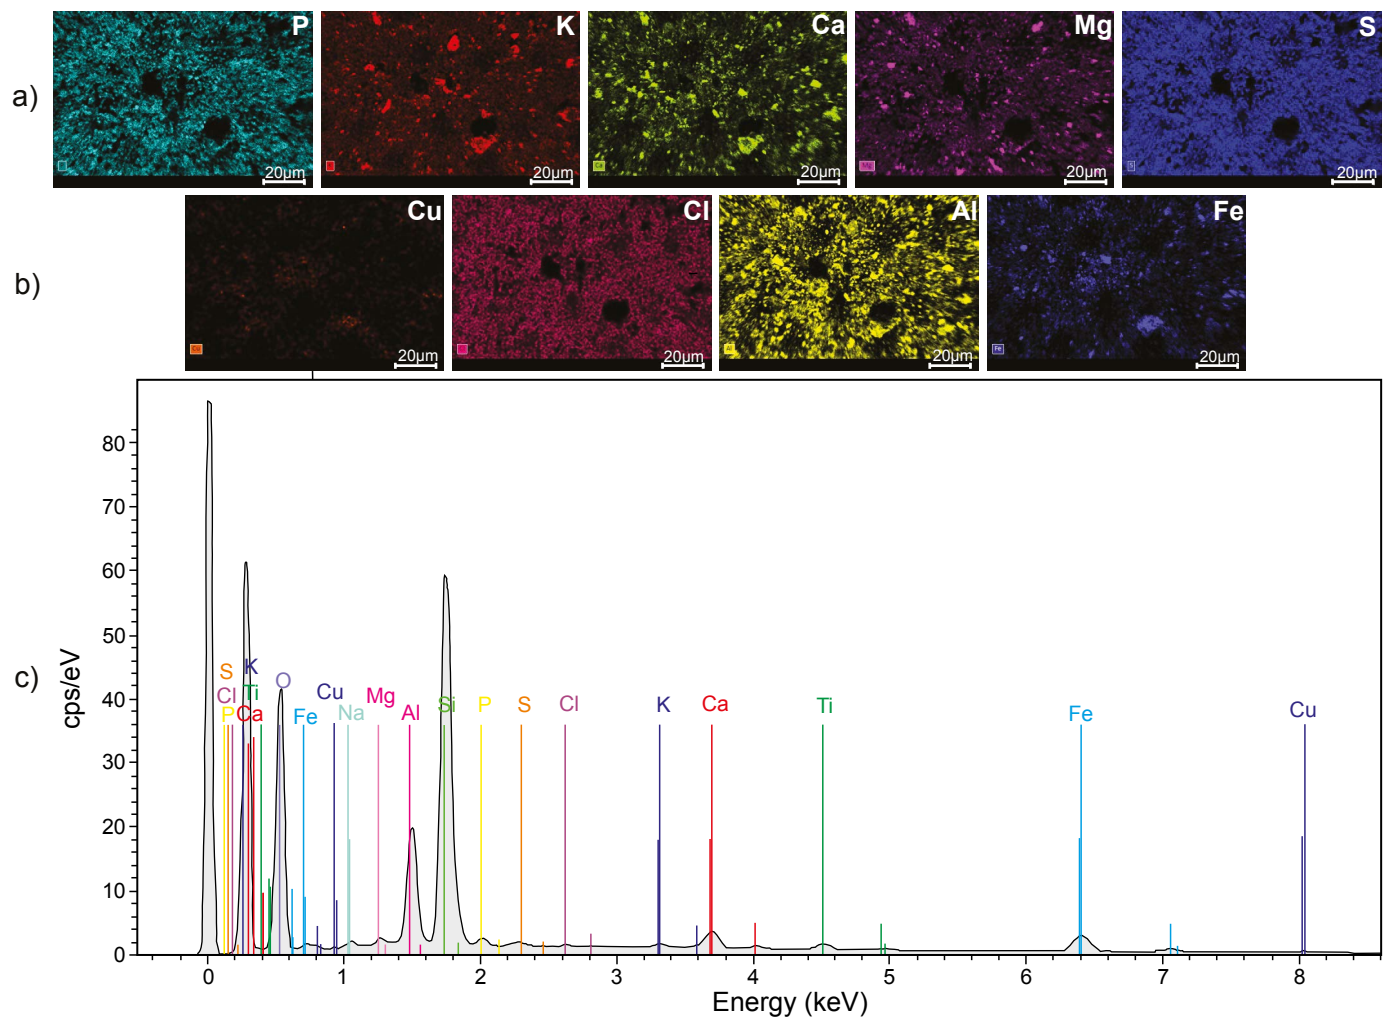 a)
P
K
Ca
Mg
S
20µm
20µm
20µm
20µm
20µm
b)
Cu
Cl
Al
Fe
20µm
20µm
20µm
20µm
c)
cps/eV
80
70
60
50
40
30
20
10
0
S
K
Cl
Ti
P
Ca
O
Fe
Cu
Na
Mg
Al
Si
P
S
Cl
K
Ca
Ti
Fe
Cu
0 1 2 3 4 5 6 7 8
Energy (keV)